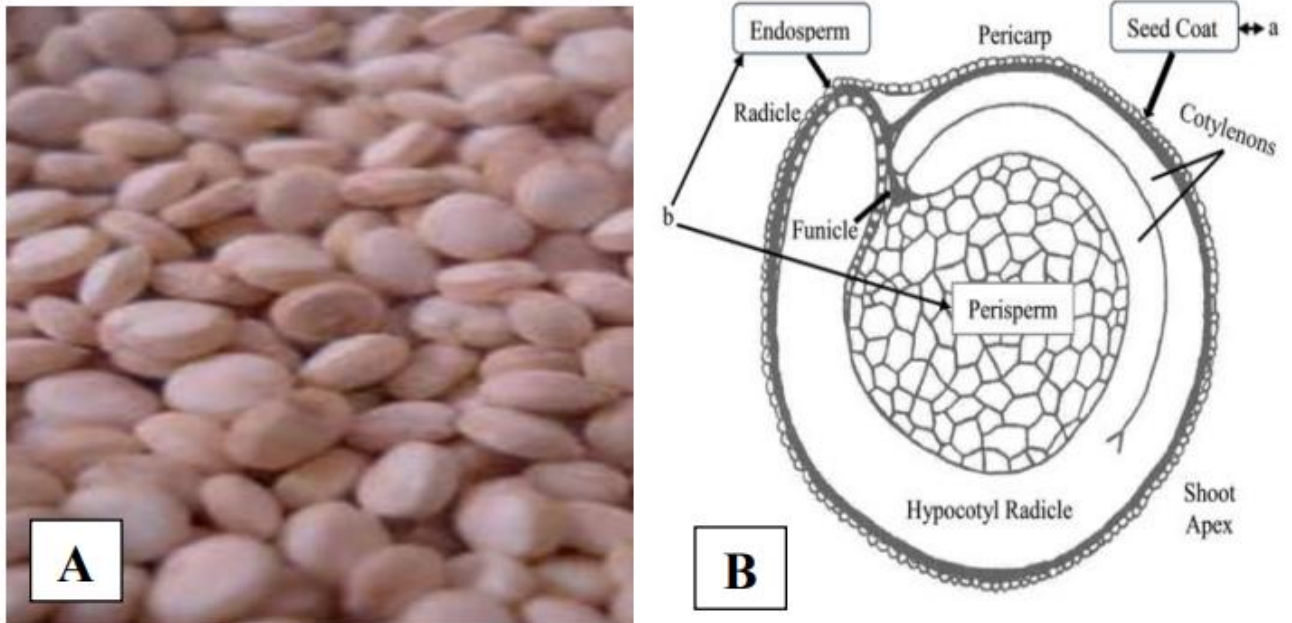 Endosperm
Pericarp
Seed Coat
a
Radicle
Cotylenons
b
Funicle
Perisperm
Hypocotyl Radicle
Shoot
Apex
A
B